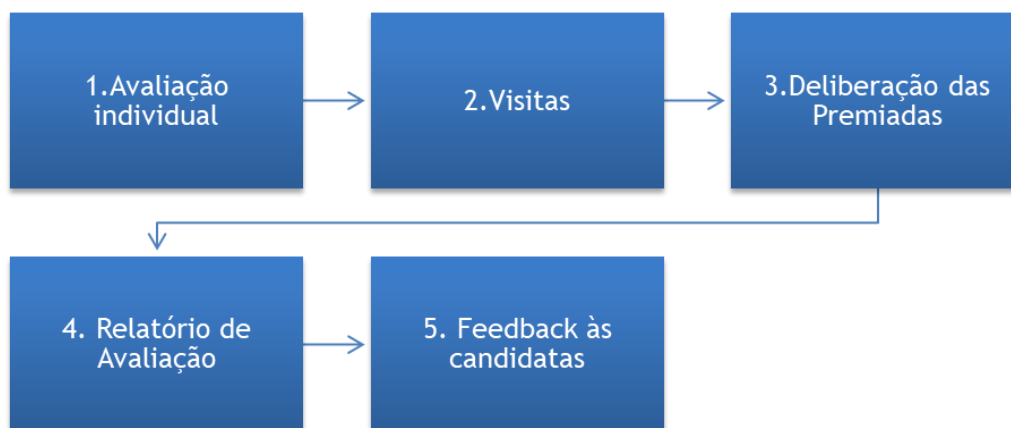 1.Avaliação
individual
2.Visitas
3.Deliberação das
Premiadas
4. Relatório de
Avaliação
5. Feedback às
candidatas